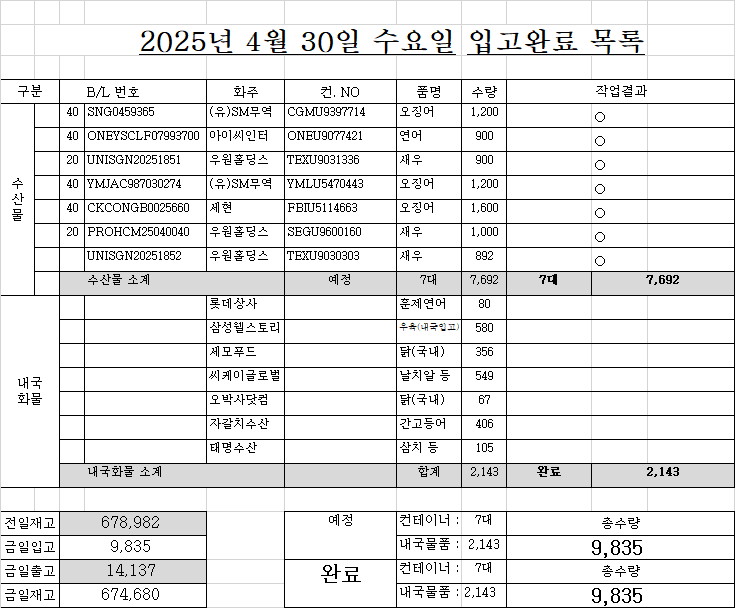 2025년 4월 30일 수요일 입고완료 목록
구분 B/L 번호 화주 컨. NO 품명 수량 작업결과
수산물
40 SNG0459365 (유)SM무역 CGMU9397714 오징어 1,200 ○
40 ONEYSCLF07993700 아이씨인터 ONEU9077421 연어 900 ○
20 UNISGN20251851 우원홀딩스 TEXU9031336 새우 900 ○
40 YMJAC987030274 (유)SM무역 YMLU5470443 오징어 1,200 ○
40 CKCONGB0025660 세현 FBIU5114663 오징어 1,600 ○
20 PROHCM25040040 우원홀딩스 SEGU9600160 새우 1,000 ○
UNISGN20251852 우원홀딩스 TEXU9030303 새우 892 ○
수산물 소계 예정 7대 7,692 7대 7,692
내국
화물
롯데상사 훈제연어 80
삼성웰스토리 우육(내국입고) 580
세모푸드 닭(국내) 356
씨케이글로벌 날치알 등 549
오박사닷컴 닭(국내) 67
자갈치수산 간고등어 406
태명수산 삼치 등 105
내국화물 소계 합계 2,143 완료 2,143
전일재고 678,982 예정 컨테이너 : 7대 총수량
금일입고 9,835 내국물품 : 2,143 9,835
금일출고 14,137 완료 컨테이너 : 7대 총수량
금일재고 674,680 내국물품 : 2,143 9,835